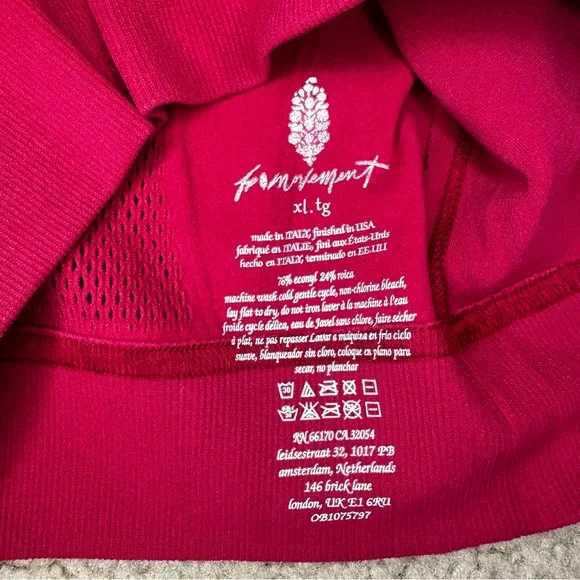 fp movement
xl.tg
made in ITALY, finished in USA
fabriqué en ITALIE, fini aux États-Unis
hecho en ITALY, terminado en EE.UU
76% econyl 24% roica
machine wash cold gentle cycle, non-chlorine bleach,
lay flat to dry, do not iron laver à la machine à l'eau
froide cycle délica, eau de Javel sans chlore, faire sécher
à plat, ne pas repasser Lavar a máquina en frío ciclo
suave, blanqueador sin cloro, coloque en plano para
secar, no planchar
30
RN 66170 CA 32054
leidsestraat 32, 1017 PB
amsterdam, Netherlands
146 brick lane
london, UK E1 6RU
OB1075797